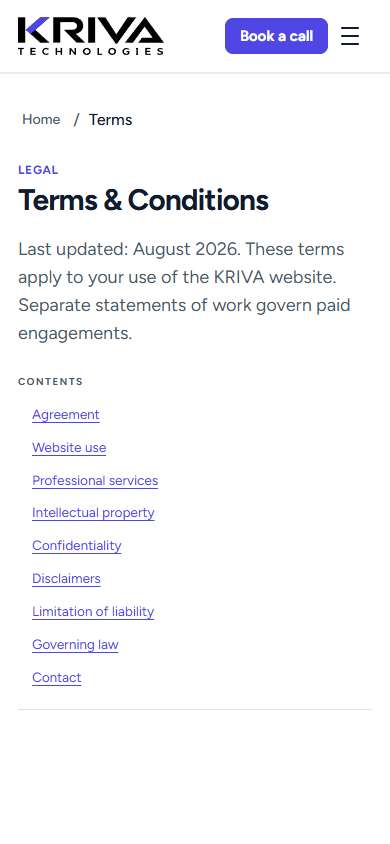 KRIVA
TECHNOLOGIES
Book a call
Home / Terms
LEGAL
Terms & Conditions
Last updated: August 2026. These terms
apply to your use of the KRIVA website.
Separate statements of work govern paid
engagements.
CONTENTS
Agreement
Website use
Professional services
Intellectual property
Confidentiality
Disclaimers
Limitation of liability
Governing law
Contact